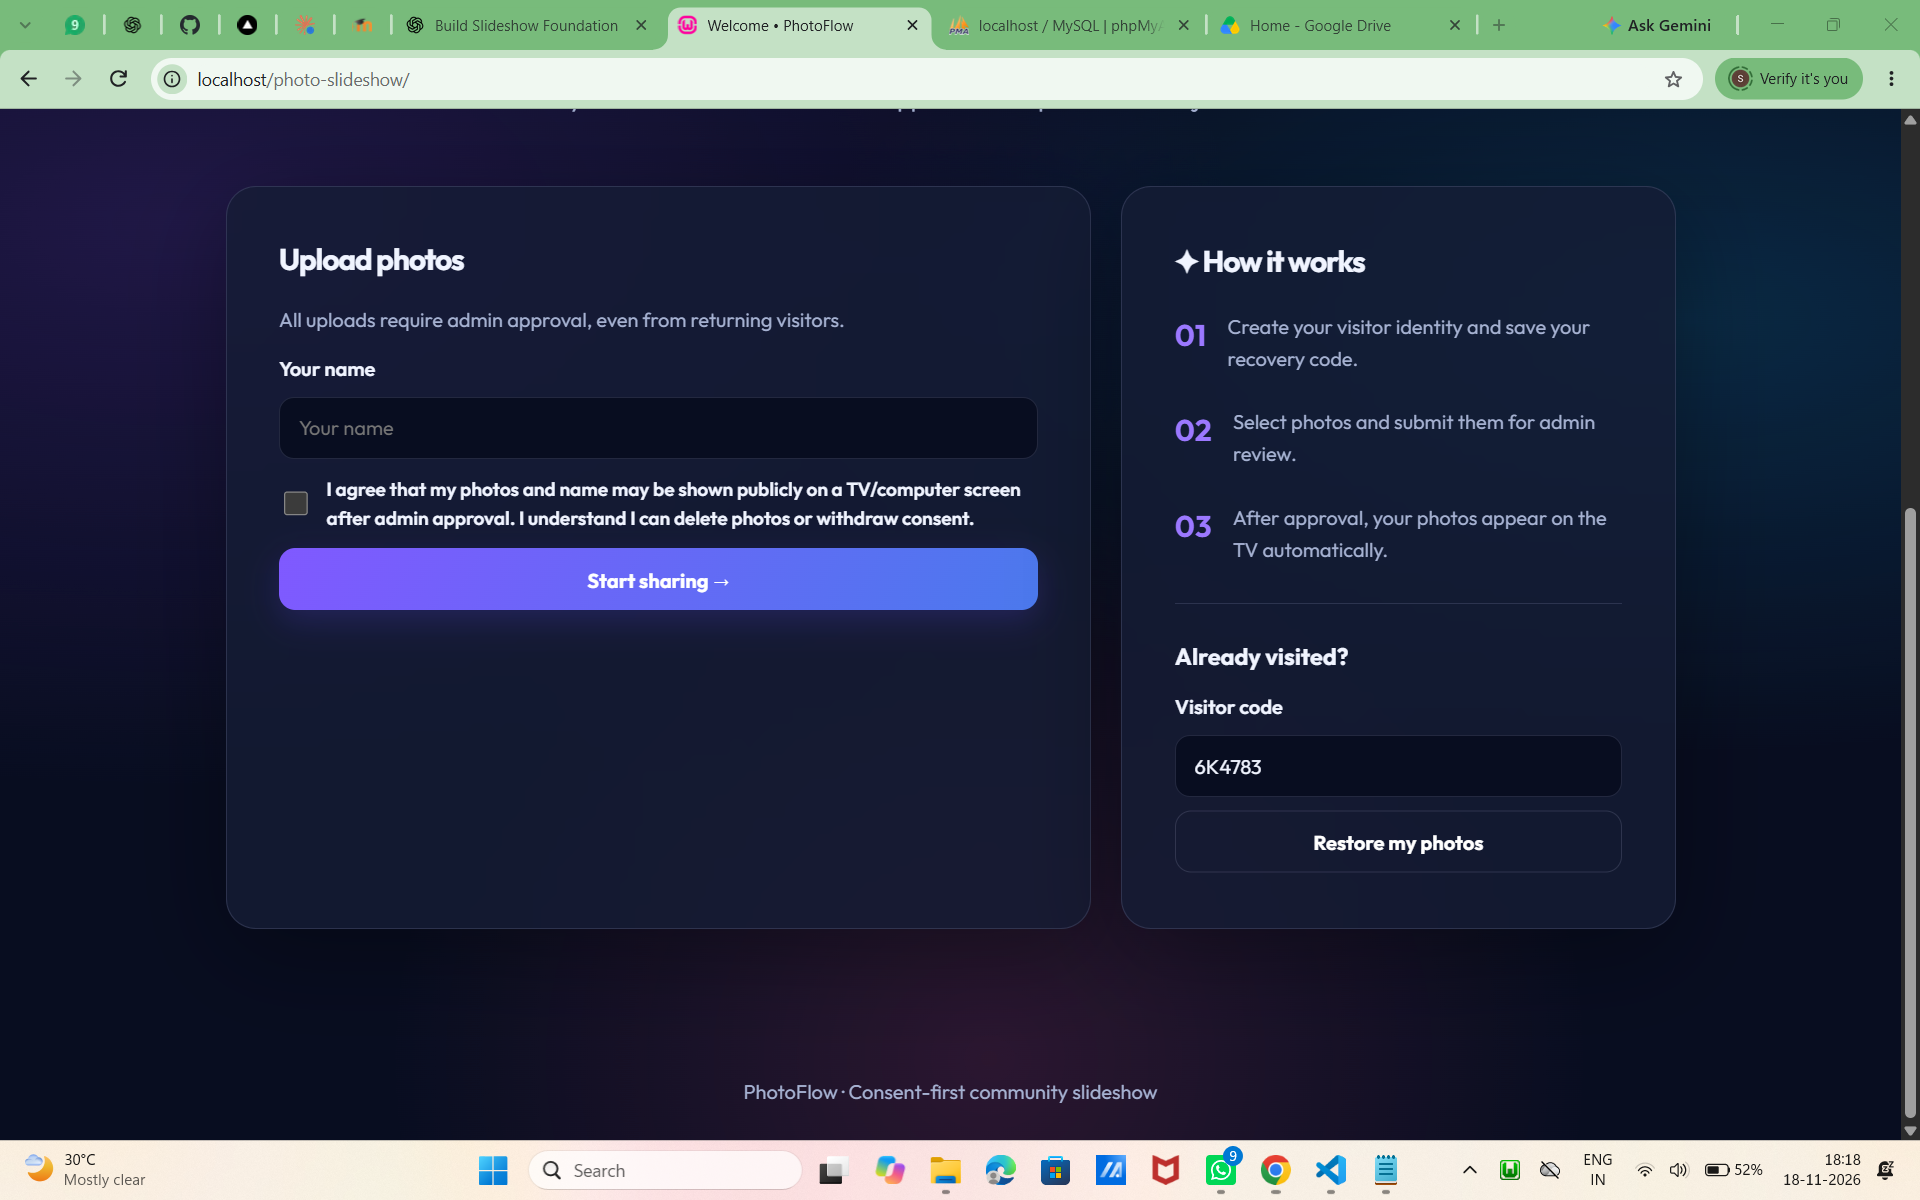 9
Build Slideshow Foundation
Welcome • PhotoFlow
localhost / MySQL | phpMyA
Home - Google Drive
Ask Gemini
localhost/photo-slideshow/
S
Verify it's you
Upload photos
All uploads require admin approval, even from returning visitors.
Your name
Your name
I agree that my photos and name may be shown publicly on a TV/computer screen
after admin approval. I understand I can delete photos or withdraw consent.
Start sharing →
✦ How it works
01 Create your visitor identity and save your
recovery code.
02 Select photos and submit them for admin
review.
03 After approval, your photos appear on the
TV automatically.
Already visited?
Visitor code
6K4783
Restore my photos
PhotoFlow · Consent-first community slideshow
30°C
Mostly clear
Search
9
ENG
IN
52%
18:18
18-11-2026